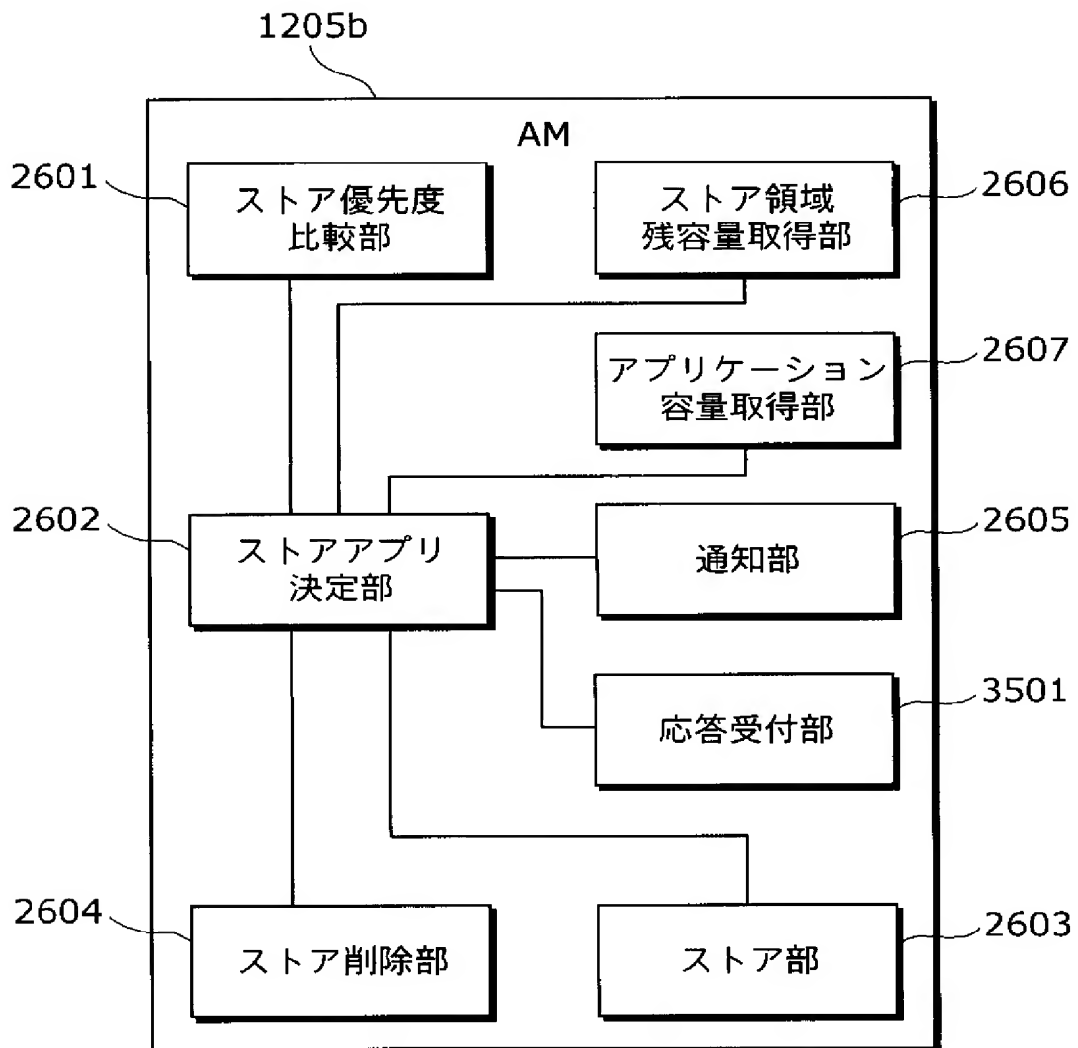 1205b
AM
2601
ストア優先度
比較部
ストア領域
残容量取得部
2606
アプリケーション
容量取得部
2607
2602
ストアアプリ
決定部
通知部
2605
応答受付部
3501
2604
ストア削除部
ストア部
2603